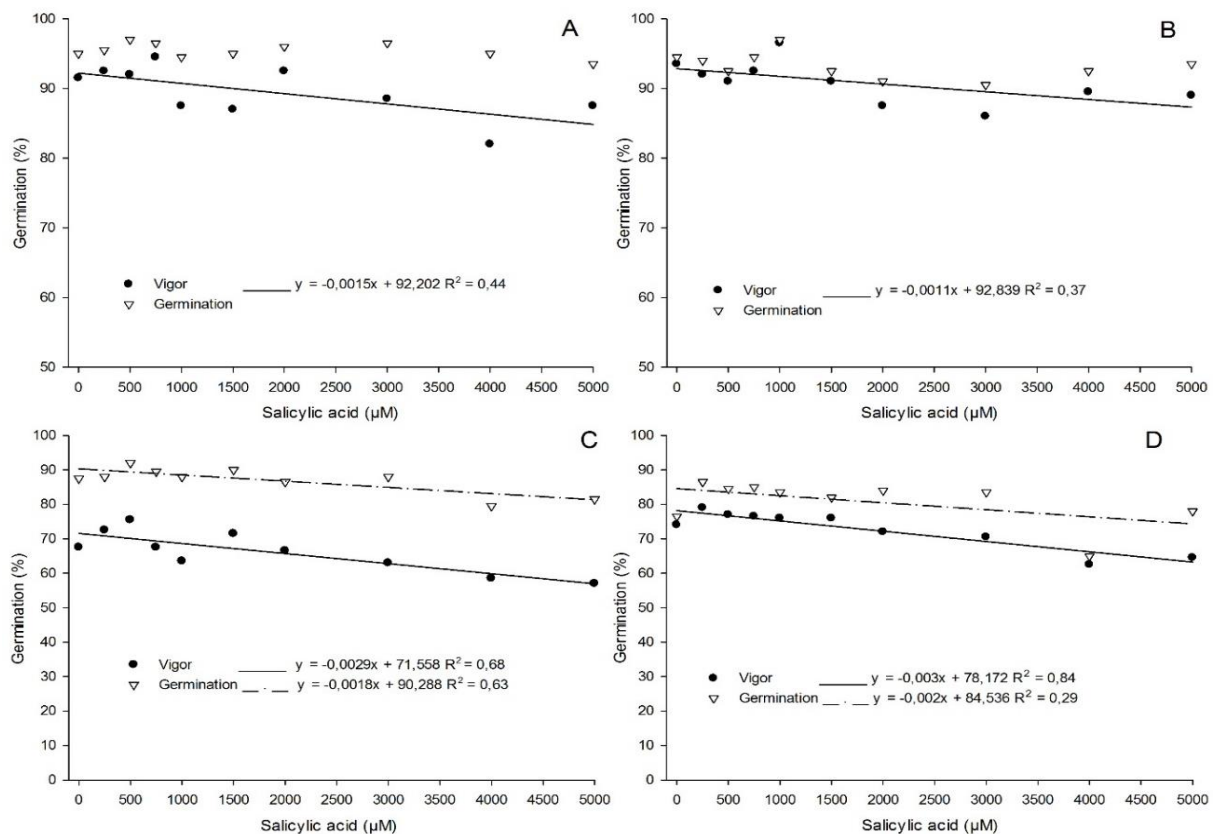 A
100
90
80
70
60
50
Germination (%)
Vigor y = -0,0015x + 92,202 R² = 0,44
Germination
0 500 1000 1500 2000 2500 3000 3500 4000 4500 5000
Salicylic acid (µM)
B
100
90
80
70
60
50
Germination (%)
Vigor y = -0,0011x + 92,839 R² = 0,37
Germination
0 500 1000 1500 2000 2500 3000 3500 4000 4500 5000
Salicylic acid (µM)
C
100
90
80
70
60
50
40
30
20
10
0
Germination (%)
Vigor y = -0,0029x + 71,558 R² = 0,68
Germination y = -0,0018x + 90,288 R² = 0,63
0 500 1000 1500 2000 2500 3000 3500 4000 4500 5000
Salicylic acid (µM)
D
100
90
80
70
60
50
40
30
20
10
0
Germination (%)
Vigor y = -0,003x + 78,172 R² = 0,84
Germination y = -0,002x + 84,536 R² = 0,29
0 500 1000 1500 2000 2500 3000 3500 4000 4500 5000
Salicylic acid (µM)